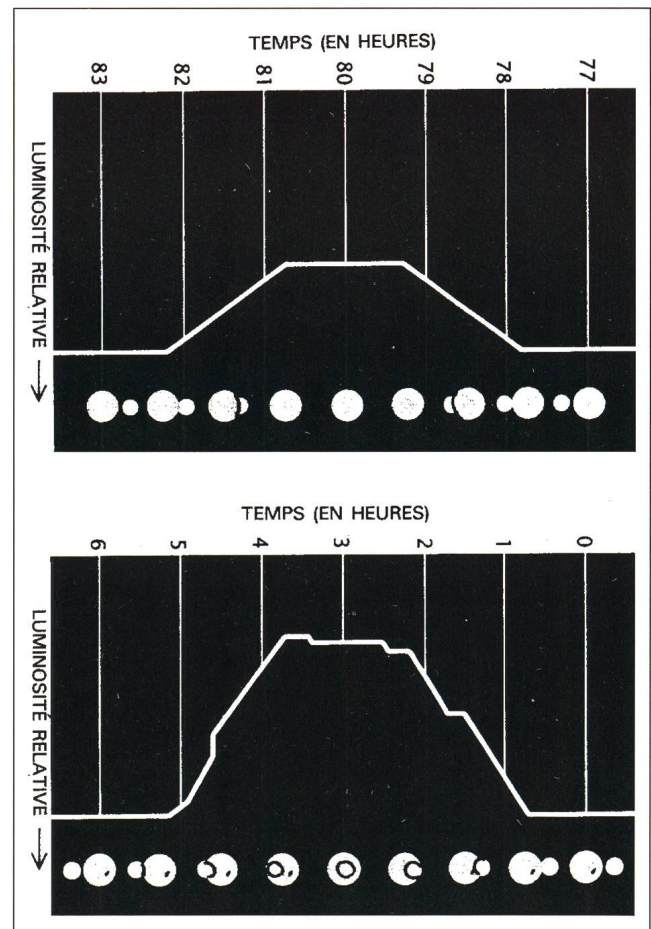 TEMPS (EN HEURES)
83 82 81 80 79 78 77
LUMINOSITÉ RELATIVE →
TEMPS (EN HEURES)
6 5 4 3 2 1 0
LUMINOSITÉ RELATIVE →